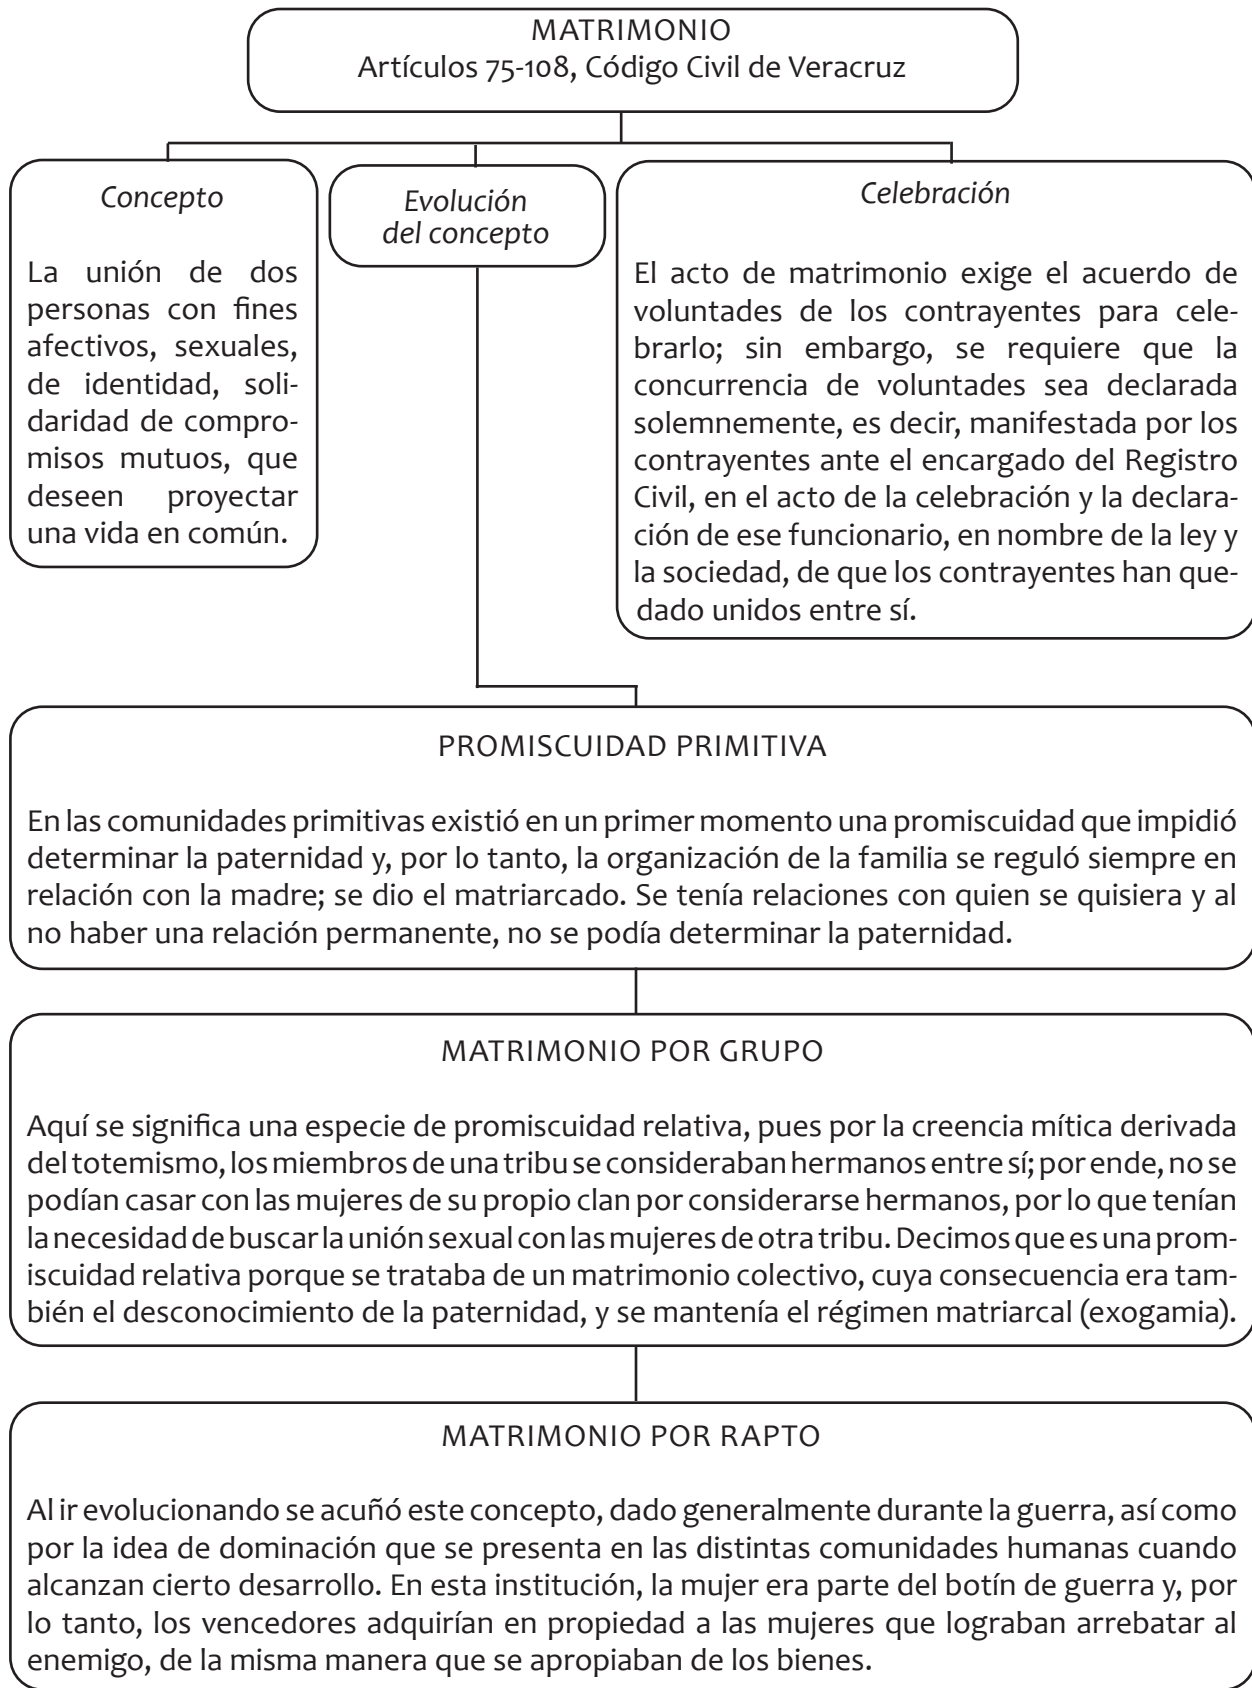 MATRIMONIO
Artículos 75-108, Código Civil de Veracruz
Concepto
La unión de dos
personas con fines
afectivos, sexuales,
de identidad, soli-
daridad de compro-
misos mutuos, que
deseen proyectar
una vida en común.
Evolución
del concepto
Celebración
El acto de matrimonio exige el acuerdo de
voluntades de los contrayentes para cele-
brarlo; sin embargo, se requiere que la
concurrencia de voluntades sea declarada
solemnemente, es decir, manifestada por los
contrayentes ante el encargado del Registro
Civil, en el acto de la celebración y la declara-
ción de ese funcionario, en nombre de la ley y
la sociedad, de que los contrayentes han que-
dado unidos entre sí.
PROMISCUIDAD PRIMITIVA
En las comunidades primitivas existió en un primer momento una promiscuidad que impidió
determinar la paternidad y, por lo tanto, la organización de la familia se reguló siempre en
relación con la madre; se dio el matriarcado. Se tenía relaciones con quien se quisiera y al
no haber una relación permanente, no se podía determinar la paternidad.
MATRIMONIO POR GRUPO
Aquí se significa una especie de promiscuidad relativa, pues por la creencia mítica derivada
del totemismo, los miembros de una tribu se consideraban hermanos entre sí; por ende, no se
podían casar con las mujeres de su propio clan por considerarse hermanos, por lo que tenían
la necesidad de buscar la unión sexual con las mujeres de otra tribu. Decimos que es una prom-
iscuidad relativa porque se trataba de un matrimonio colectivo, cuya consecuencia era tam-
bién el desconocimiento de la paternidad, y se mantenía el régimen matriarcal (exogamia).
MATRIMONIO POR RAPTO
Al ir evolucionando se acuñó este concepto, dado generalmente durante la guerra, así como
por la idea de dominación que se presenta en las distintas comunidades humanas cuando
alcanzan cierto desarrollo. En esta institución, la mujer era parte del botín de guerra y, por
lo tanto, los vencedores adquirían en propiedad a las mujeres que lograban arrebatar al
enemigo, de la misma manera que se apropiaban de los bienes.